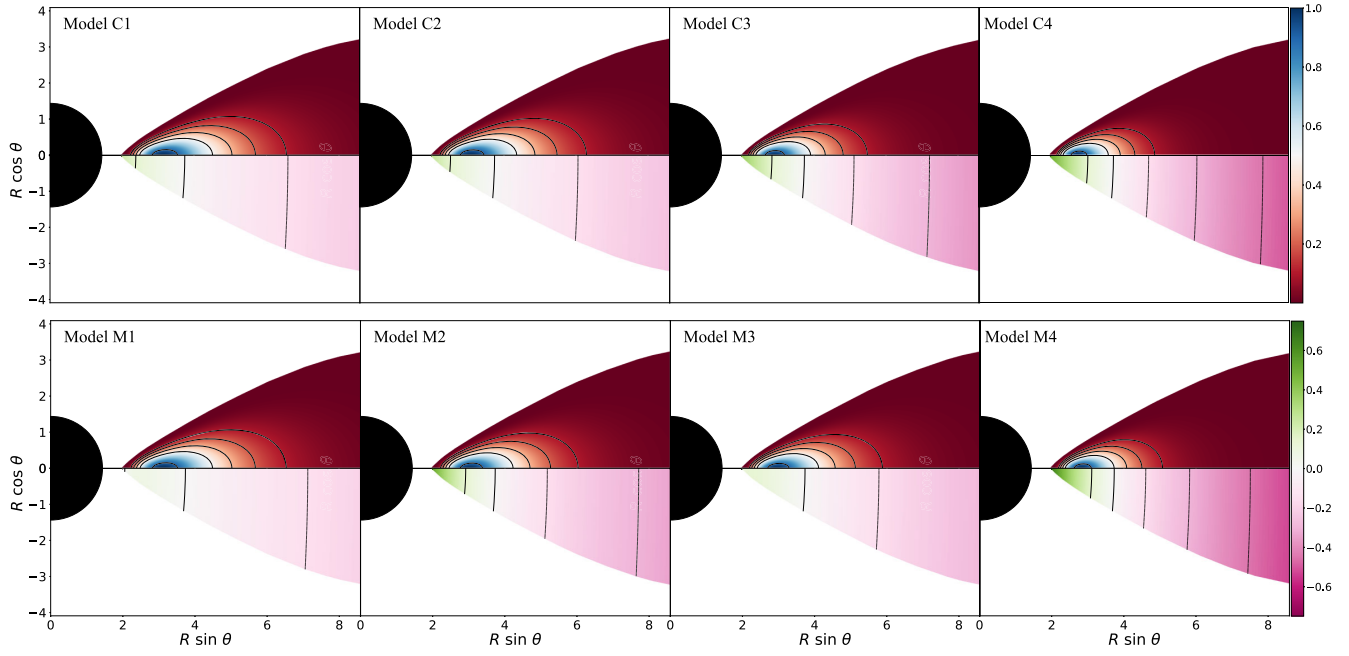 Model C1 Model C2 Model C3 Model C4
4 3 2 1 0 −1 −2 −3 −4
R cos θ
1.0 0.8 0.6 0.4 0.2
Model M1 Model M2 Model M3 Model M4
4 3 2 1 0 −1 −2 −3 −4
R cos θ
0.6 0.4 0.2 0.0 −0.2 −0.4 −0.6
0 2 4 6 8 0 2 4 6 8 0 2 4 6 8 0 2 4 6 8
R sin θ R sin θ R sin θ R sin θ